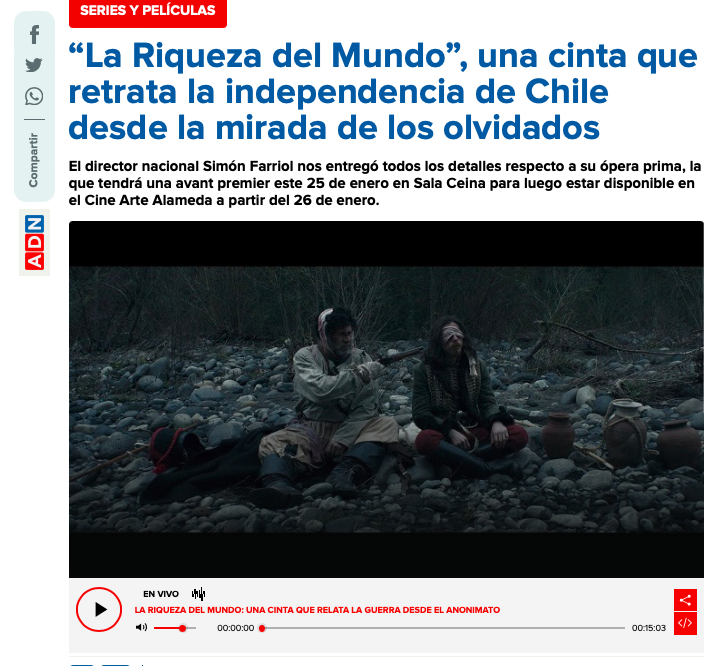 SERIES Y PELÍCULAS
“La Riqueza del Mundo”, una cinta que
retrata la independencia de Chile
desde la mirada de los olvidados
El director nacional Simón Farriol nos entregó todos los detalles respecto a su ópera prima, la
que tendrá una avant premier este 25 de enero en Sala Ceina para luego estar disponible en
el Cine Arte Alameda a partir del 26 de enero.
Compartir
ADN
EN VIVO
LA RIQUEZA DEL MUNDO: UNA CINTA QUE RELATA LA GUERRA DESDE EL ANONIMATO
00:00:00
00:15:03